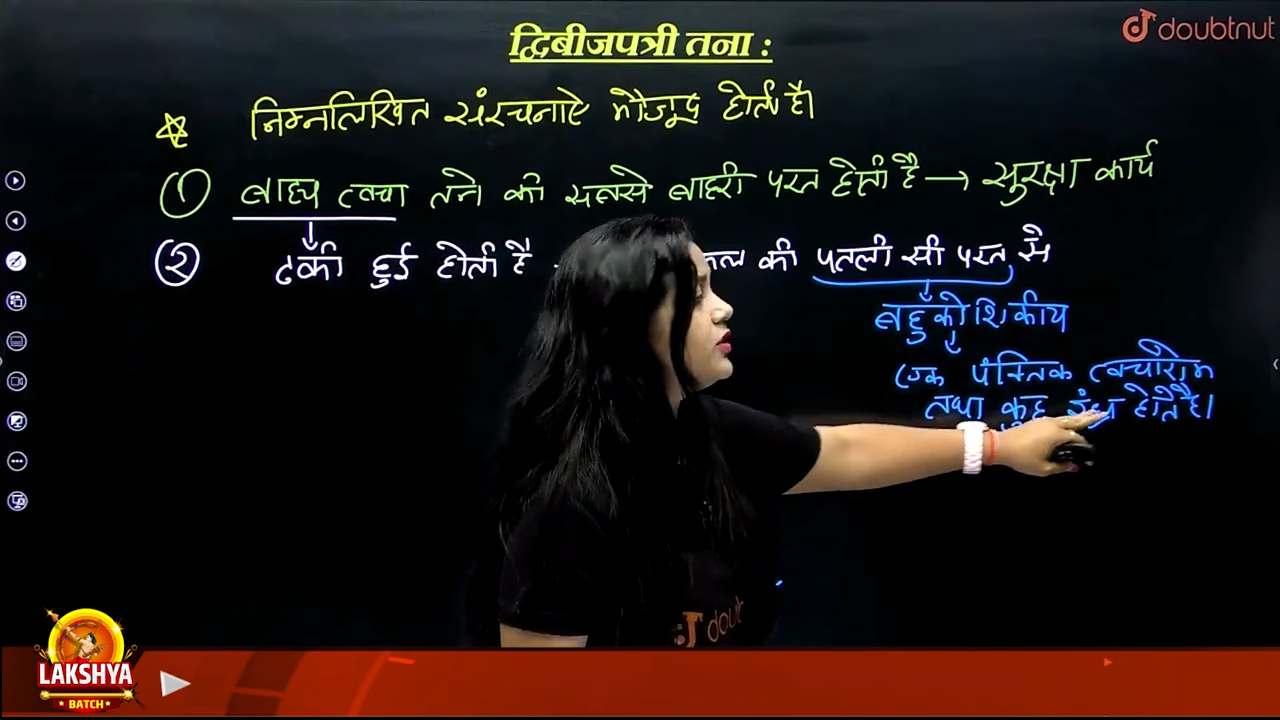 द्विबीजपत्री तना :
doubtnut
निम्नलिखित संरचनाऐ मौजूद होती है।
① बाह्य त्वचा तने की सबसे बाहरी परत होती है → सुरक्षा कार्य
② ढकी हुई होती है की पतली सी परत से
बहुकोशिकीय
एक पंक्तिक त्वचारोम
तथा कुछ रंध्र होते है।
doubt
LAKSHYA
BATCH